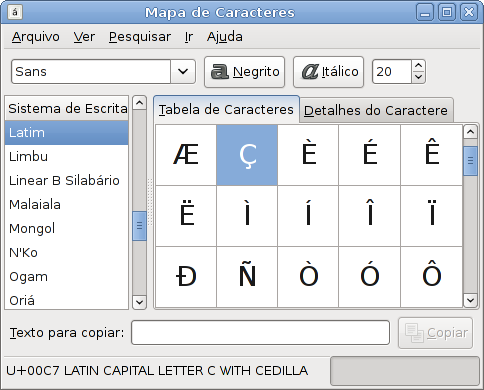 á Mapa de Caracteres
Arquivo Ver Pesquisar Ir Ajuda
Sans a Negrito a Itálico 20
Sistema de Escrita
Latim
Limbu
Linear B Silabário
Malaiala
Mongol
N'Ko
Ogam
Oriá
Tabela de Caracteres Detalhes do Caractere
Æ Ç È É Ê
Ë Ì Í Î Ï
Ð Ñ Ò Ó Ô
Texto para copiar: Copiar
U+00C7 LATIN CAPITAL LETTER C WITH CEDILLA